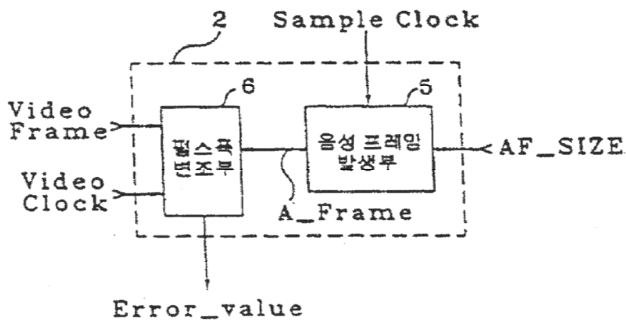 Sample Clock
2
6
5
Video
Frame
펄스폭
변조부
음성 프레밍
발생부
AF_SIZE
Video
Clock
A_Frame
Error_value